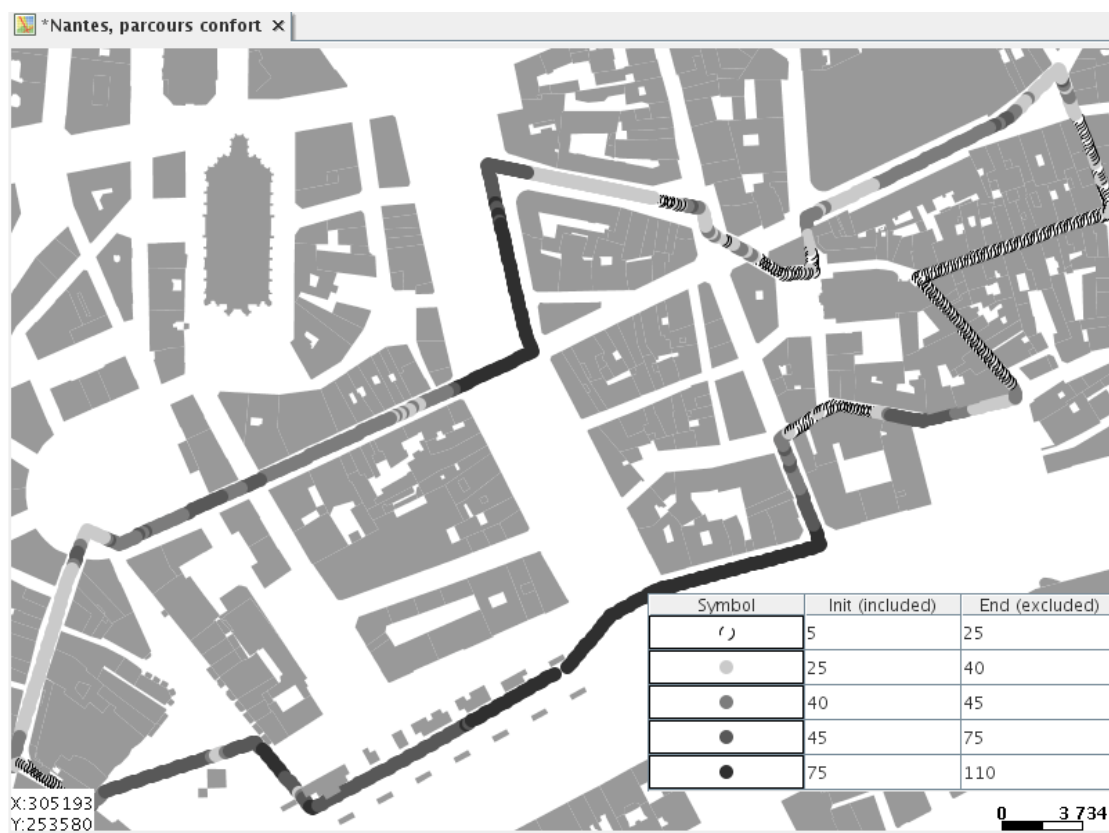 *Nantes, parcours confort ✕
Symbol Init (included) End (excluded)
5 25
25 40
40 45
45 75
75 110
X:305193
Y:253580
0 3 734